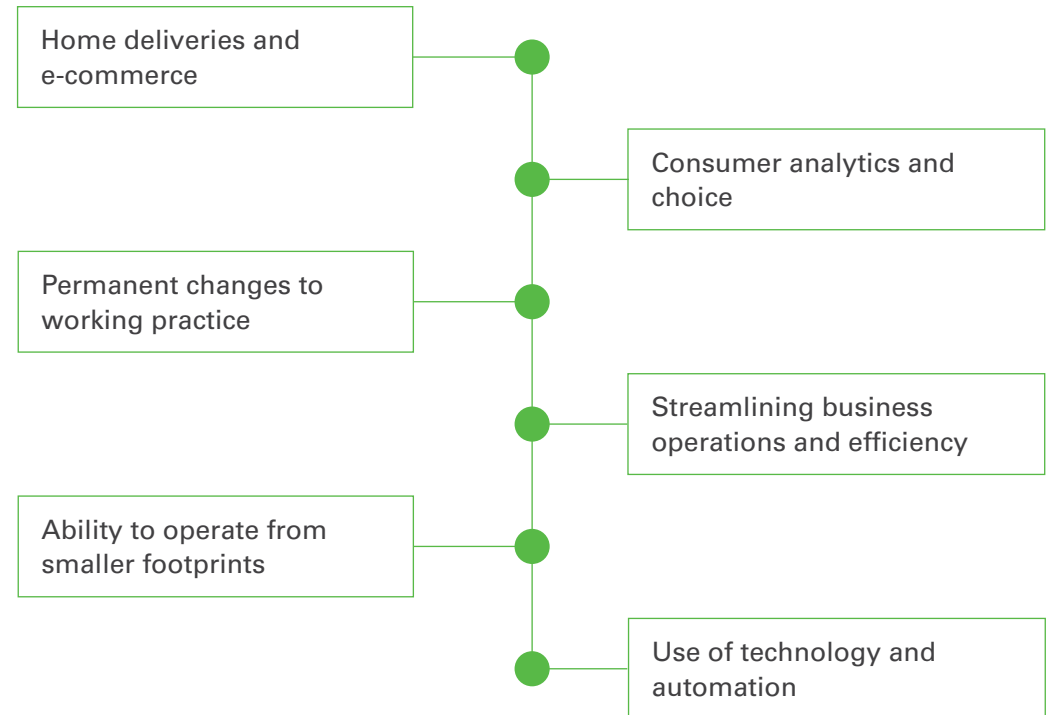 Home deliveries and
e-commerce
Consumer analytics and
choice
Permanent changes to
working practice
Streamlining business
operations and efficiency
Ability to operate from
smaller footprints
Use of technology and
automation